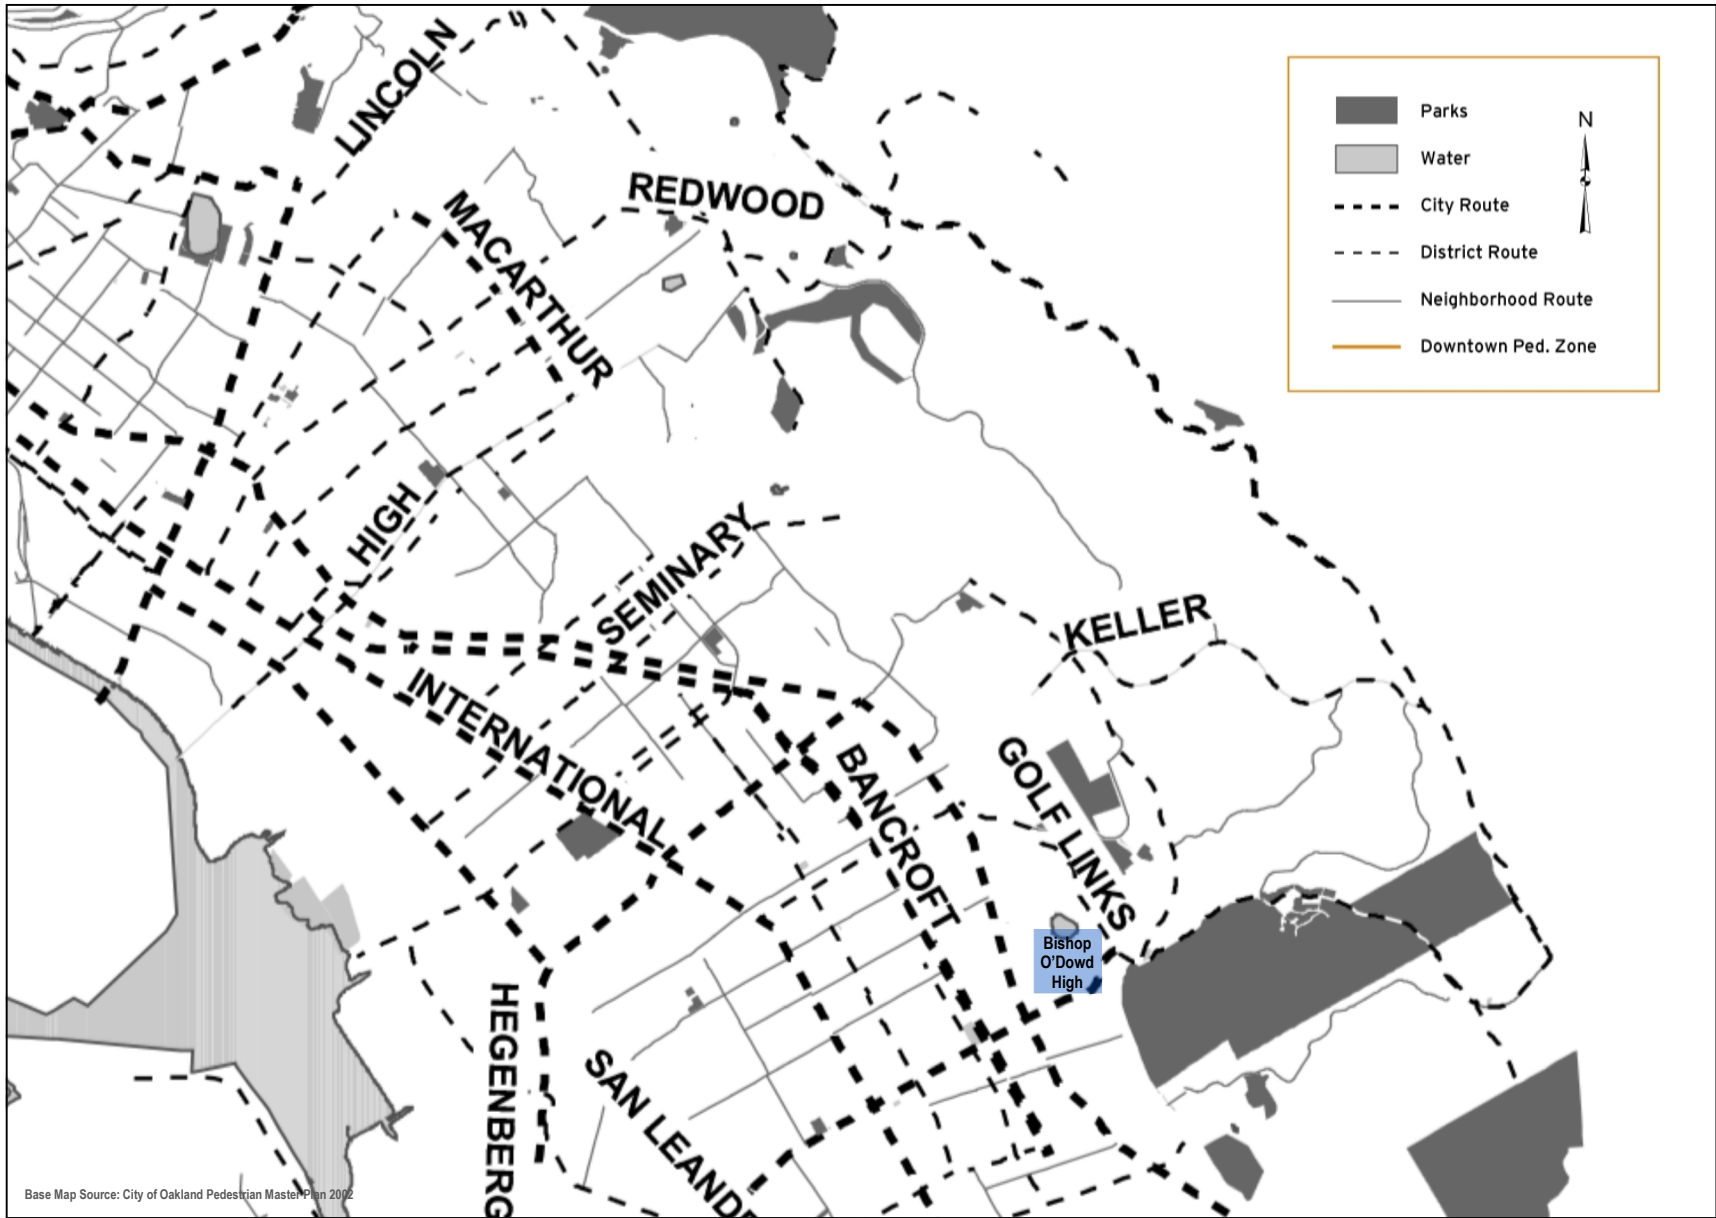 LINCOLN
MACARTHUR
REDWOOD
HIGH
SEMINARY
KELLER
INTERNATIONAL
BANCROFT
GOLF LINKS
HEGENBERG
SAN LEAND
Bishop
O'Dowd
High
Parks
Water
City Route
District Route
Neighborhood Route
Downtown Ped. Zone
N
Base Map Source: City of Oakland Pedestrian Master Plan 2002